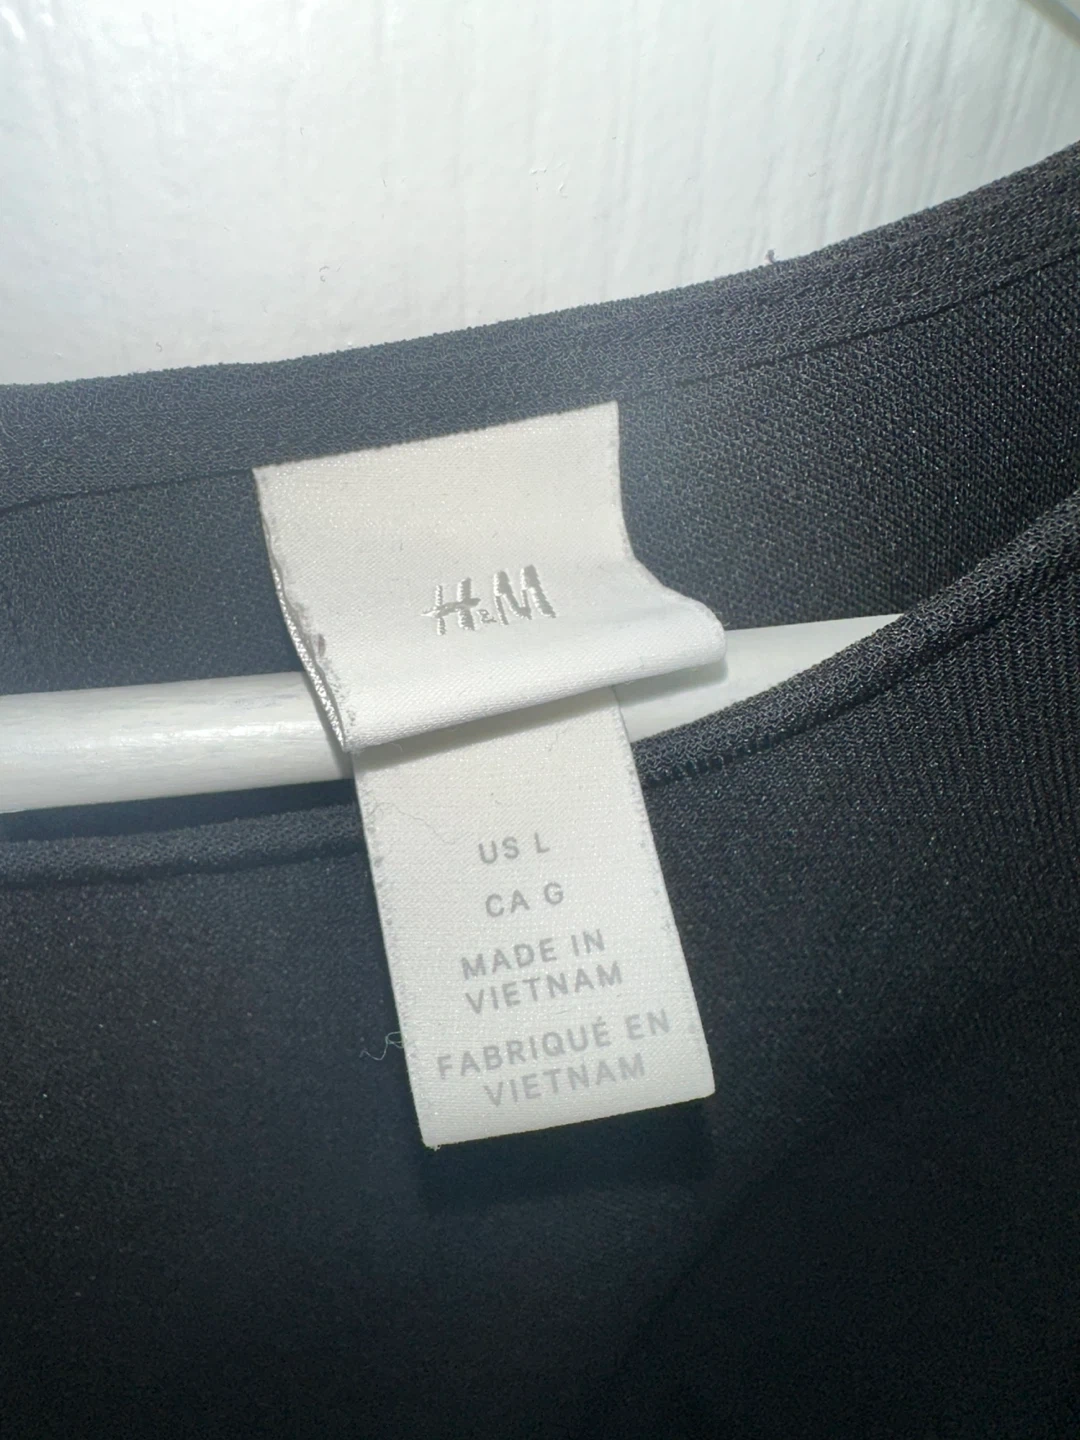 H&M
US L
CA G
MADE IN
VIETNAM
FABRIQUÉ EN
VIETNAM